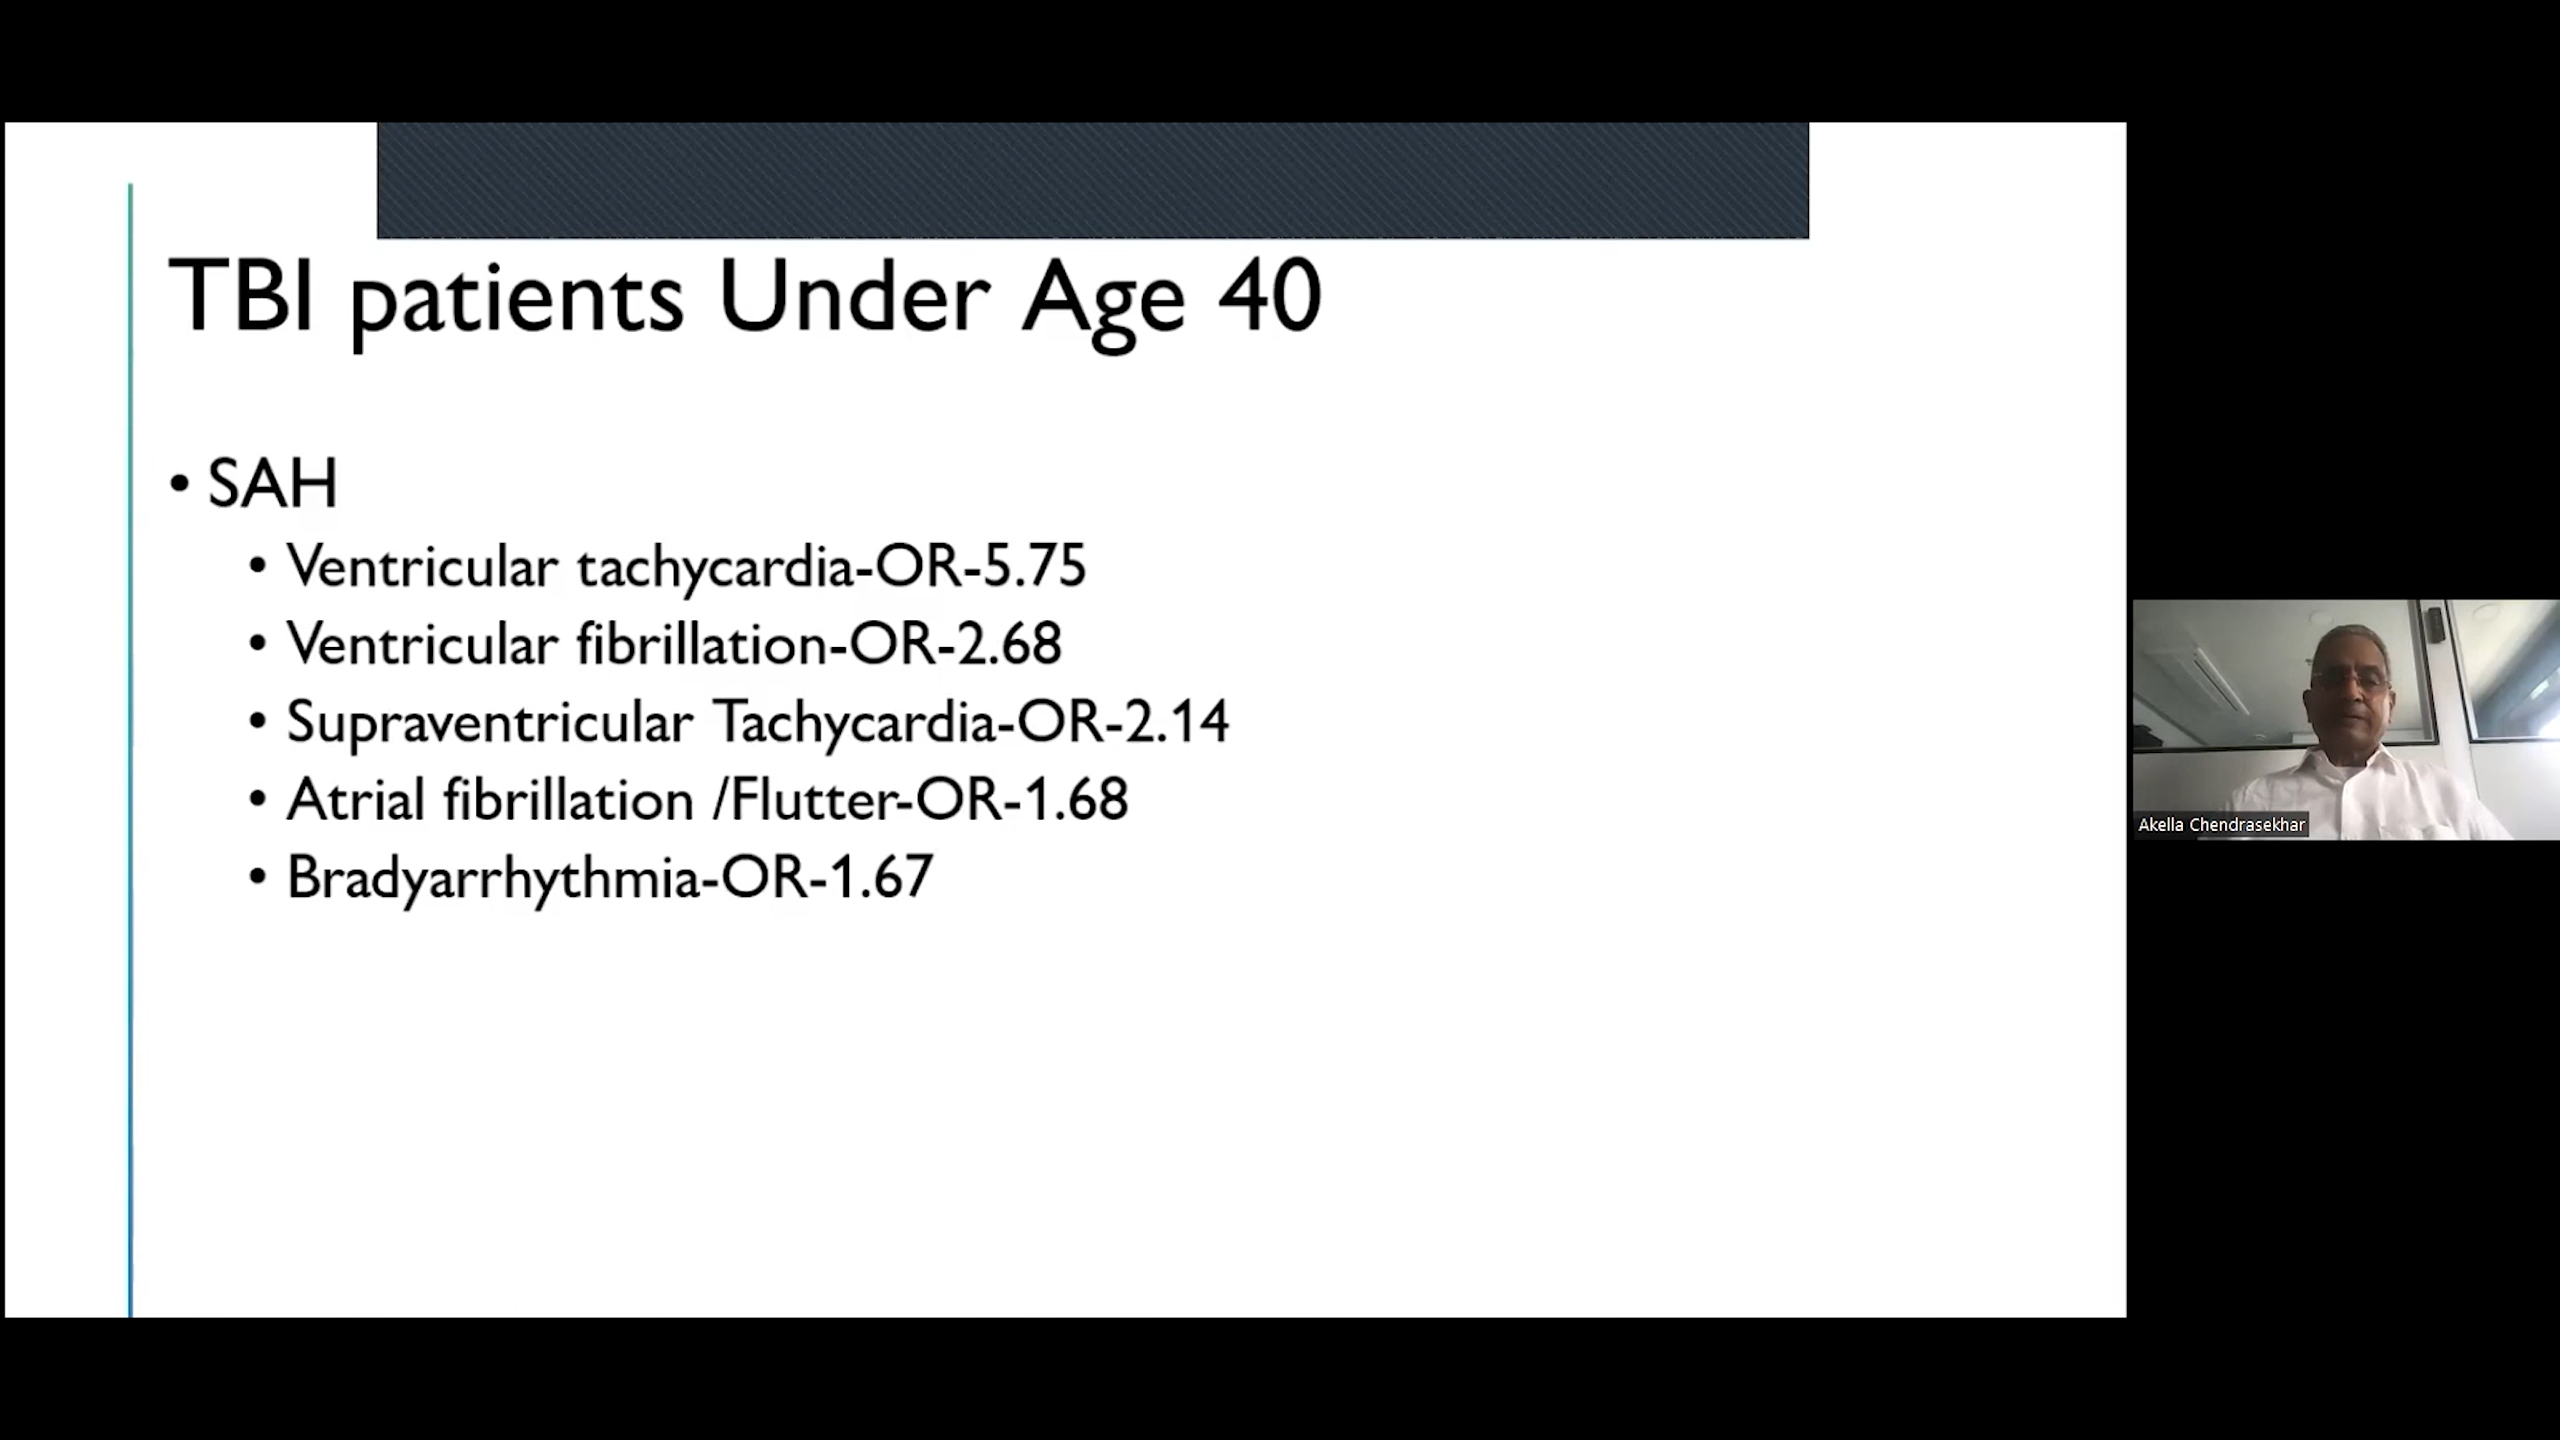 TBI patients Under Age 40
• SAH
• Ventricular tachycardia-OR-5.75
• Ventricular fibrillation-OR-2.68
• Supraventricular Tachycardia-OR-2.14
• Atrial fibrillation /Flutter-OR-1.68
• Bradyarrhythmia-OR-1.67
Akella Chendrasekhar